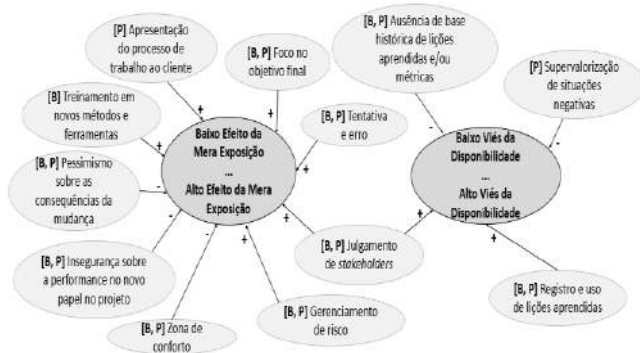 [P] Apresentação
do processo de
trabalho ao cliente
[B, P] Foco no
objetivo final
[B, P] Ausência de base
histórica de lições
aprendidas e/ou
métricas
[P] Supervalorização
de situações
negativas
[B] Treinamento em
novos métodos e
ferramentas
[B, P] Tentativa
e erro
[B, P] Pessimismo
sobre as
consequências da
mudança
Baixo Efeito da
Mera Exposição
...
Alto Efeito da Mera
Exposição
Baixo Viés da
Disponibilidade
...
Alto Viés da
Disponibilidade
[B, P] Insegurança sobre
a performance no novo
papel no projeto
[B, P] Julgamento
de stakeholders
[B, P] Zona de
conforto
[B, P] Gerenciamento
de risco
[B, P] Registro e uso
de lições aprendidas
+
+
+
+
+
+
+
+
-
-
-
-
-